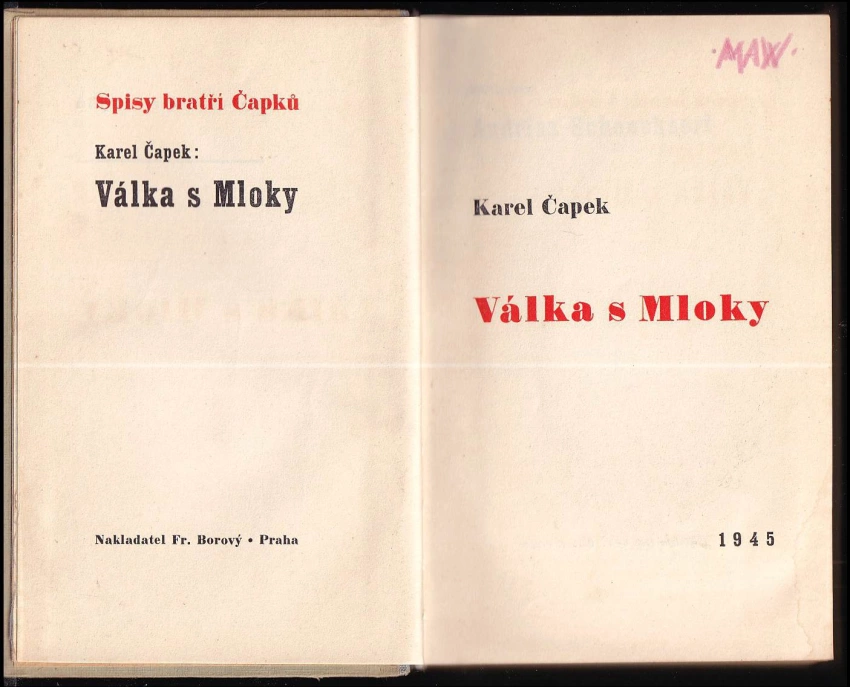 Spisy bratří Čapků
Karel Čapek:
Válka s Mloky
Nakladatel Fr. Borový • Praha
·MAW·
Karel Čapek
Válka s Mloky
1945